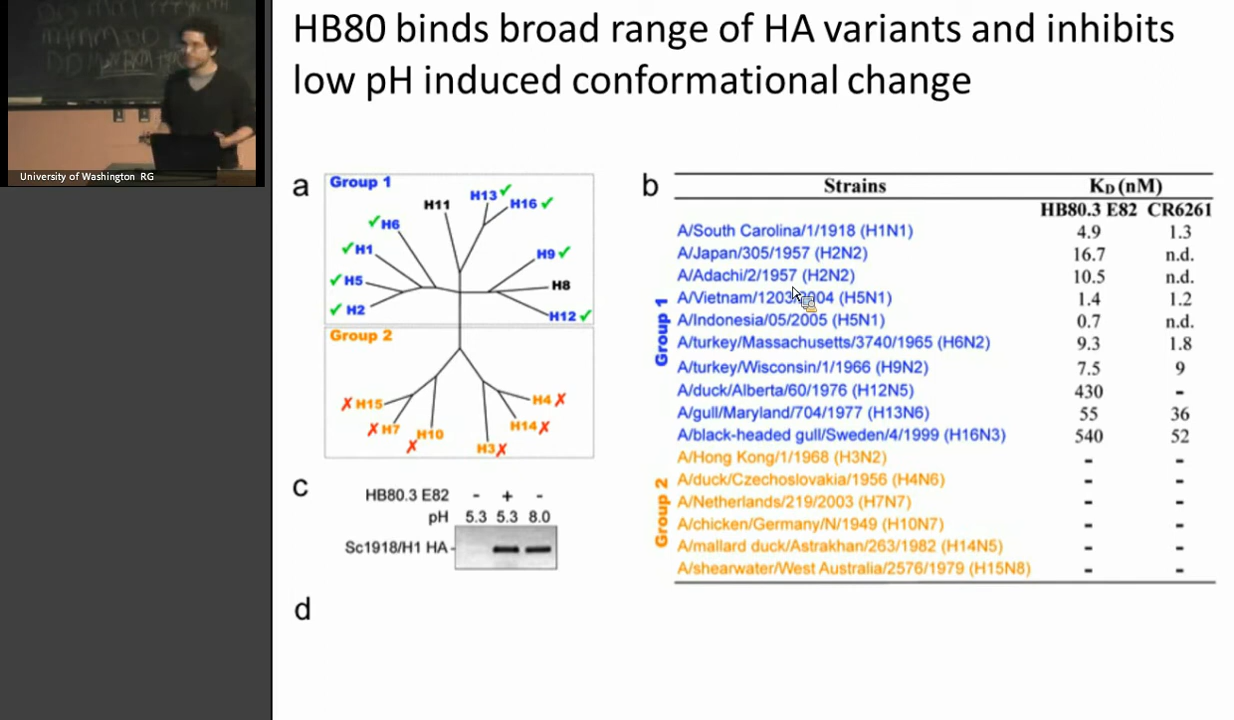 University of Washington RG
HB80 binds broad range of HA variants and inhibits
low pH induced conformational change
a
Group 1
H13 ✓
H16 ✓
H11
✓ H6
✓ H1
H9 ✓
✓ H5
H8
✓ H2
H12 ✓
Group 2
✗ H15
H4 ✗
✗ H7
✗ H10
H14 ✗
H3 ✗
b
Strains KD (nM)
HB80.3 E82 CR6261
Group 1
A/South Carolina/1/1918 (H1N1) 4.9 1.3
A/Japan/305/1957 (H2N2) 16.7 n.d.
A/Adachi/2/1957 (H2N2) 10.5 n.d.
A/Vietnam/1203/2004 (H5N1) 1.4 1.2
A/Indonesia/05/2005 (H5N1) 0.7 n.d.
A/turkey/Massachusetts/3740/1965 (H6N2) 9.3 1.8
A/turkey/Wisconsin/1/1966 (H9N2) 7.5 9
A/duck/Alberta/60/1976 (H12N5) 430 -
A/gull/Maryland/704/1977 (H13N6) 55 36
A/black-headed gull/Sweden/4/1999 (H16N3) 540 52
Group 2
A/Hong Kong/1/1968 (H3N2) - -
A/duck/Czechoslovakia/1956 (H4N6) - -
A/Netherlands/219/2003 (H7N7) - -
A/chicken/Germany/N/1949 (H10N7) - -
A/mallard duck/Astrakhan/263/1982 (H14N5) - -
A/shearwater/West Australia/2576/1979 (H15N8) - -
c
HB80.3 E82 - + -
pH 5.3 5.3 8.0
Sc1918/H1 HA-
d